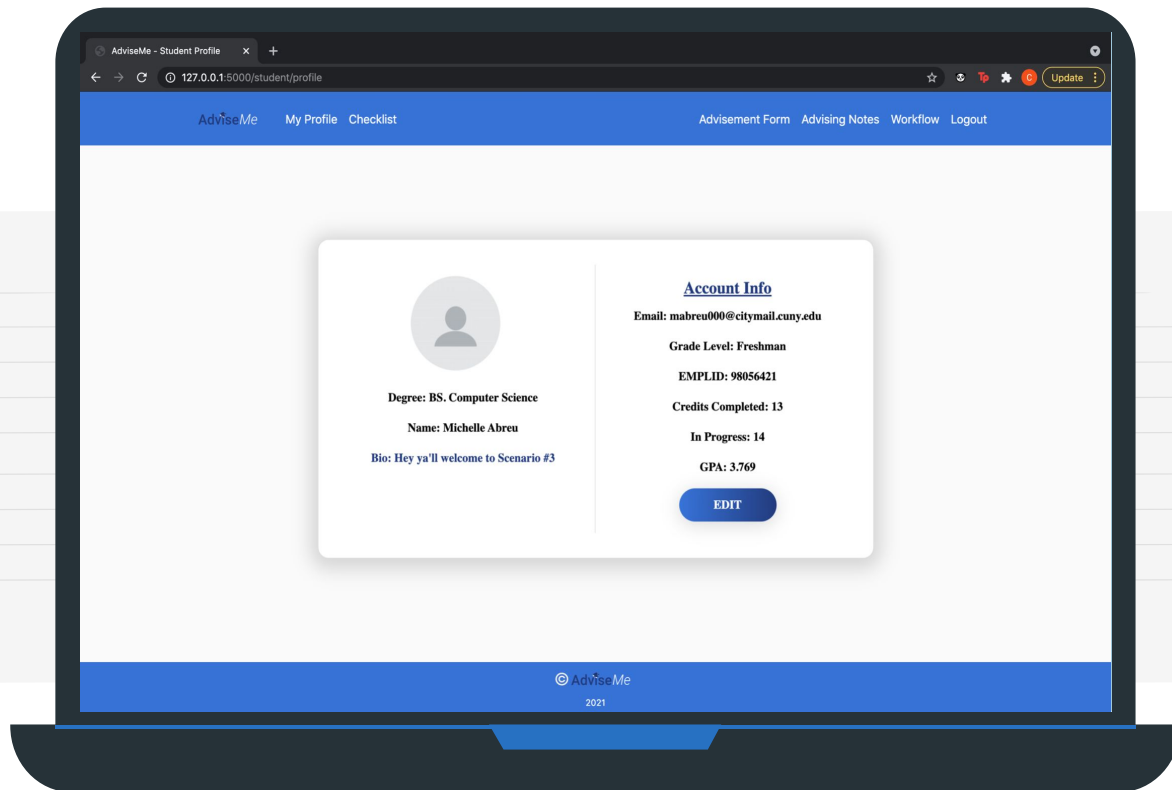 AdviseMe - Student Profile
127.0.0.1:5000/student/profile
Tp
C
Update
AdviseMe My Profile Checklist Advisement Form Advising Notes Workflow Logout
Degree: BS. Computer Science
Name: Michelle Abreu
Bio: Hey ya'll welcome to Scenario #3
Account Info
Email: mabreu000@citymail.cuny.edu
Grade Level: Freshman
EMPLID: 98056421
Credits Completed: 13
In Progress: 14
GPA: 3.769
EDIT
© AdviseMe
2021